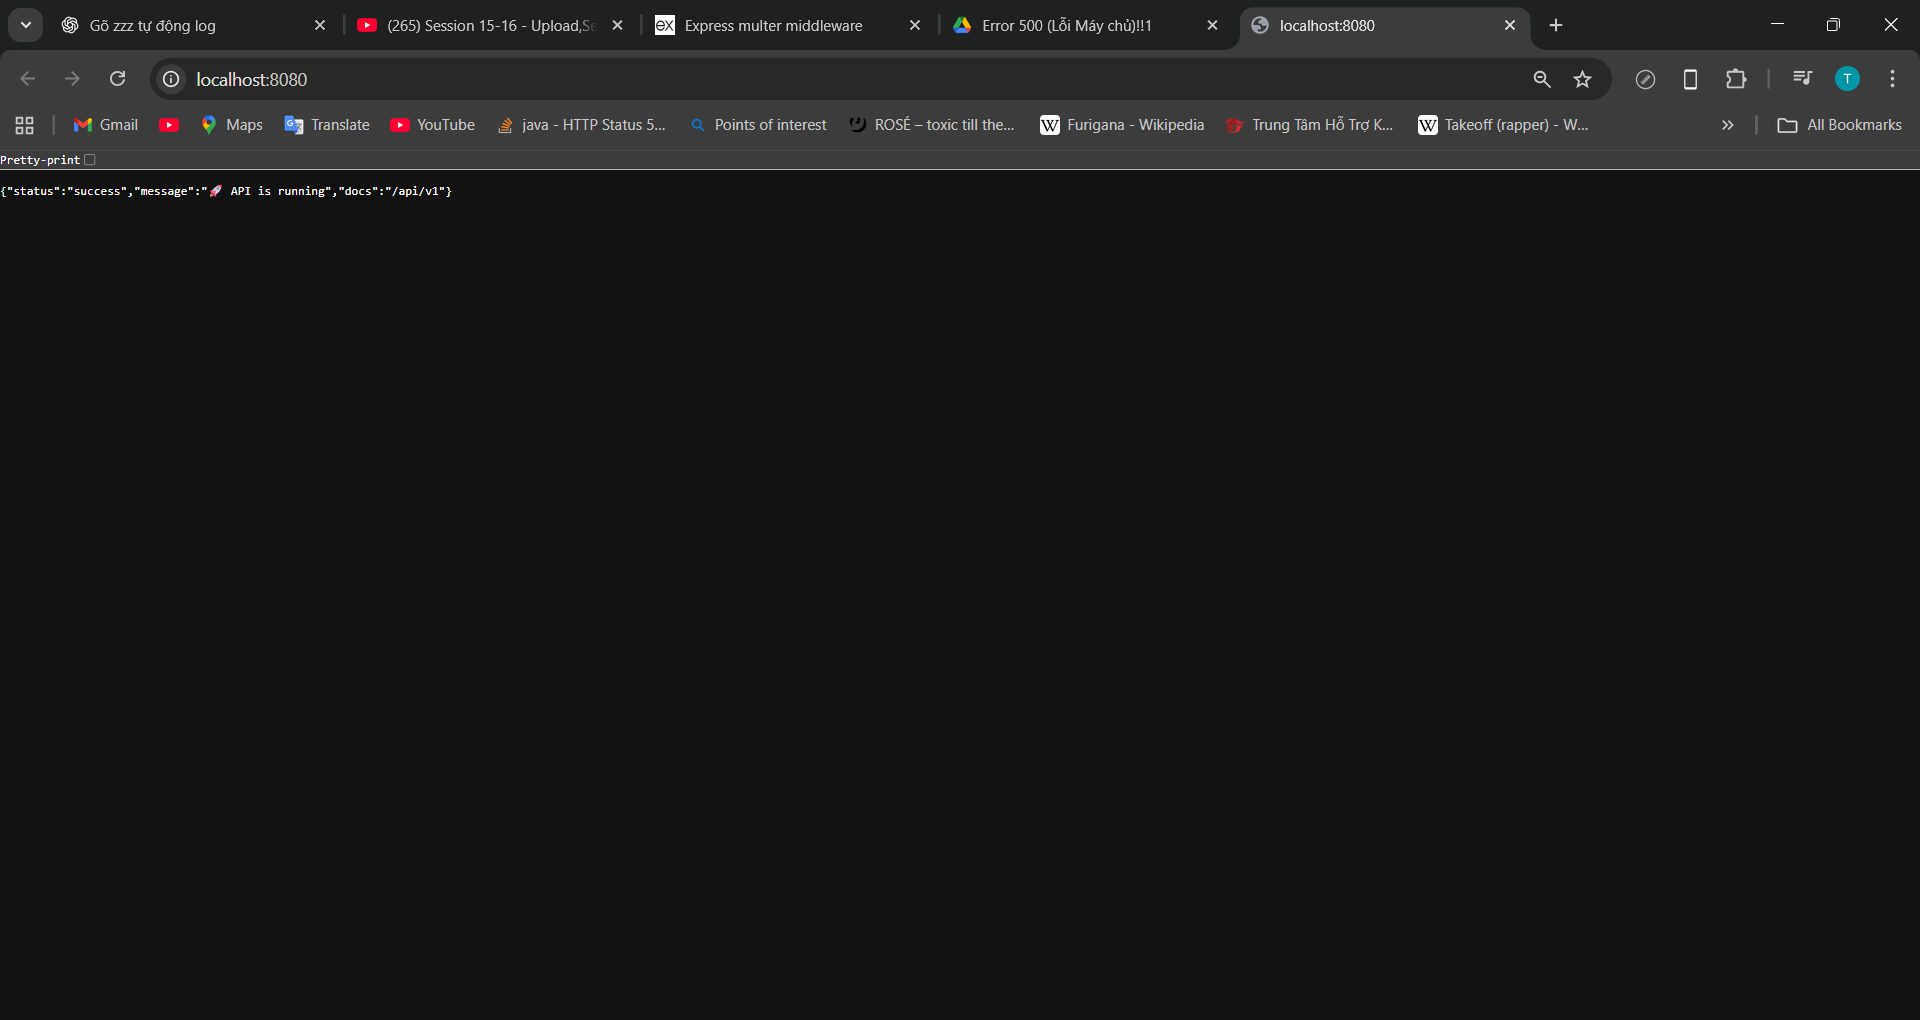 Gõ zzz tự động log
(265) Session 15-16 - Upload,Se
ex Express multer middleware
Error 500 (Lỗi Máy chủ)!!1
localhost:8080
localhost:8080
T
Gmail
Maps
Translate
YouTube
java - HTTP Status 5...
Points of interest
ROSÉ – toxic till the...
W Furigana - Wikipedia
Trung Tâm Hỗ Trợ K...
W Takeoff (rapper) - W...
All Bookmarks
Pretty-print
{"status":"success","message":"🚀 API is running","docs":"/api/v1"}